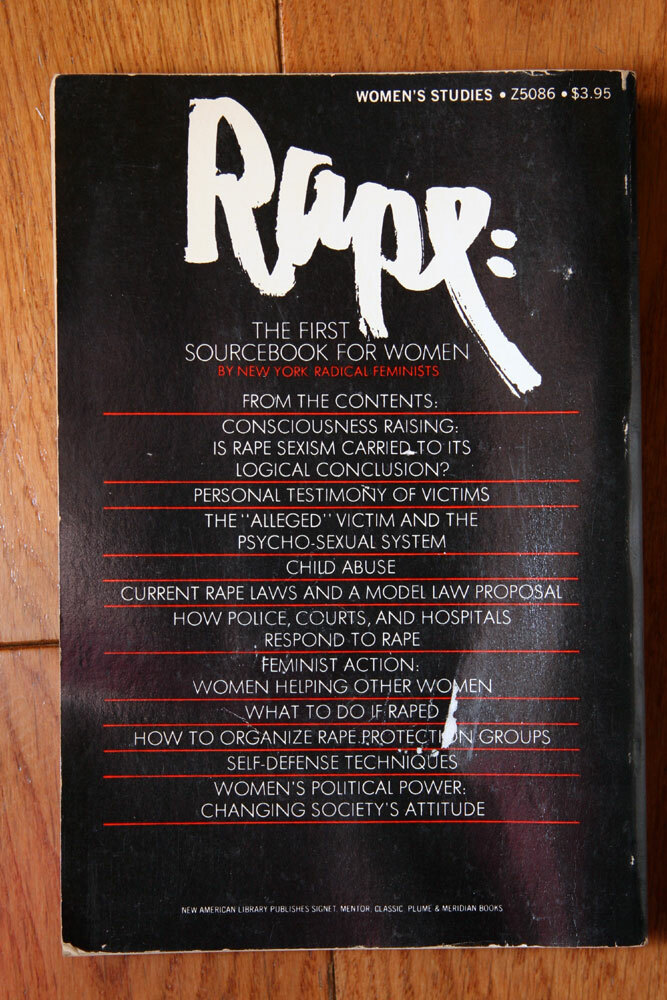 WOMEN'S STUDIES • Z5086 • $3.95
Rape:
THE FIRST
SOURCEBOOK FOR WOMEN
BY NEW YORK RADICAL FEMINISTS
FROM THE CONTENTS:
CONSCIOUSNESS RAISING:
IS RAPE SEXISM CARRIED TO ITS
LOGICAL CONCLUSION?
PERSONAL TESTIMONY OF VICTIMS
THE "ALLEGED" VICTIM AND THE
PSYCHO-SEXUAL SYSTEM
CHILD ABUSE
CURRENT RAPE LAWS AND A MODEL LAW PROPOSAL
HOW POLICE, COURTS, AND HOSPITALS
RESPOND TO RAPE
FEMINIST ACTION:
WOMEN HELPING OTHER WOMEN
WHAT TO DO IF RAPED
HOW TO ORGANIZE RAPE PROTECTION GROUPS
SELF-DEFENSE TECHNIQUES
WOMEN'S POLITICAL POWER:
CHANGING SOCIETY'S ATTITUDE
NEW AMERICAN LIBRARY PUBLISHES SIGNET, MENTOR, CLASSIC, PLUME & MERIDIAN BOOKS